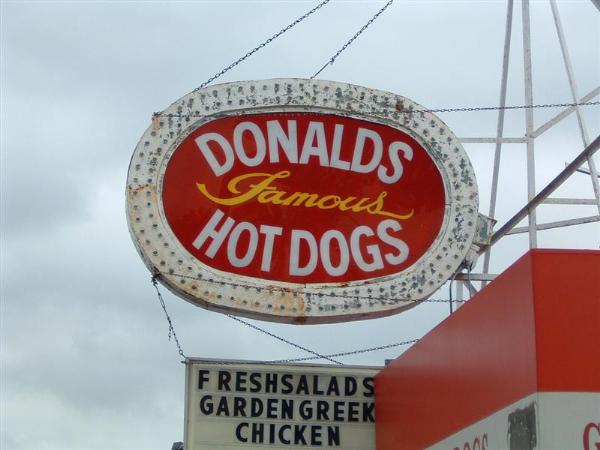 DONALDS
Famous
HOT DOGS
FRESHSALADS
GARDENGREEK
CHICKEN